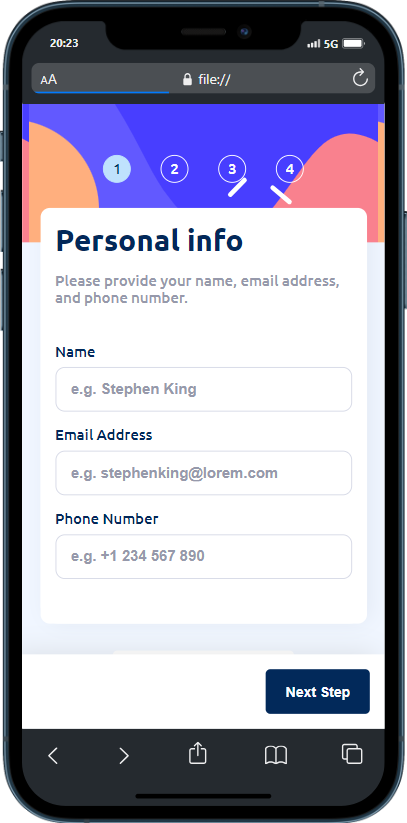 20:23
5G
AA
file://
1 2 3 4
Personal info
Please provide your name, email address,
and phone number.
Name
e.g. Stephen King
Email Address
e.g. stephenking@lorem.com
Phone Number
e.g. +1 234 567 890
Next Step